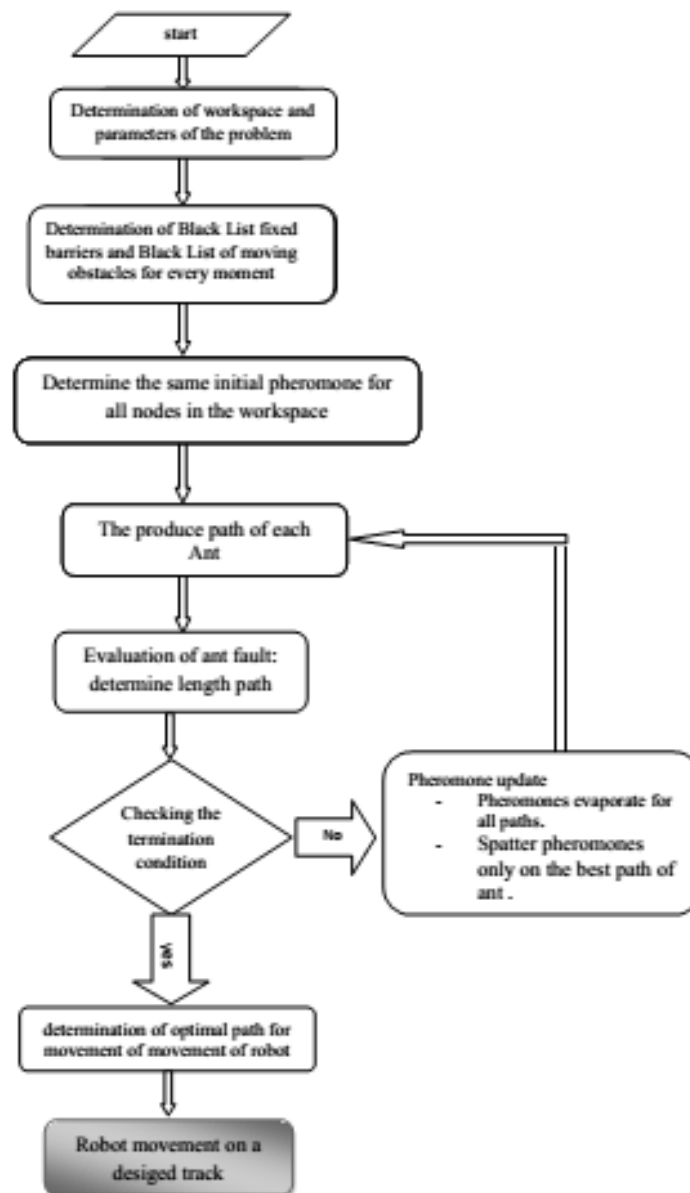 start
Determination of workspace and
parameters of the problem
Determination of Black List fixed
barriers and Black List of moving
obstacles for every moment
Determine the same initial pheromone for
all nodes in the workspace
The produce path of each
Ant
Evaluation of ant fault:
determine length path
Checking the
termination
condition
No
Pheromone update
- Pheromones evaporate for
all paths.
- Spatter pheromones
only on the best path of
ant .
yes
determination of optimal path for
movement of movement of robot
Robot movement on a
desiged track